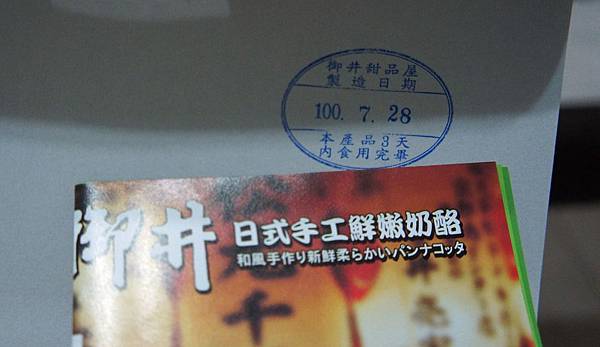 御井甜品屋
製造日期
100. 7. 28
本產品3天
內食用完畢
御井
日式手工鮮嫩奶酪
和風手作り新鮮柔らかいパンナコッタ